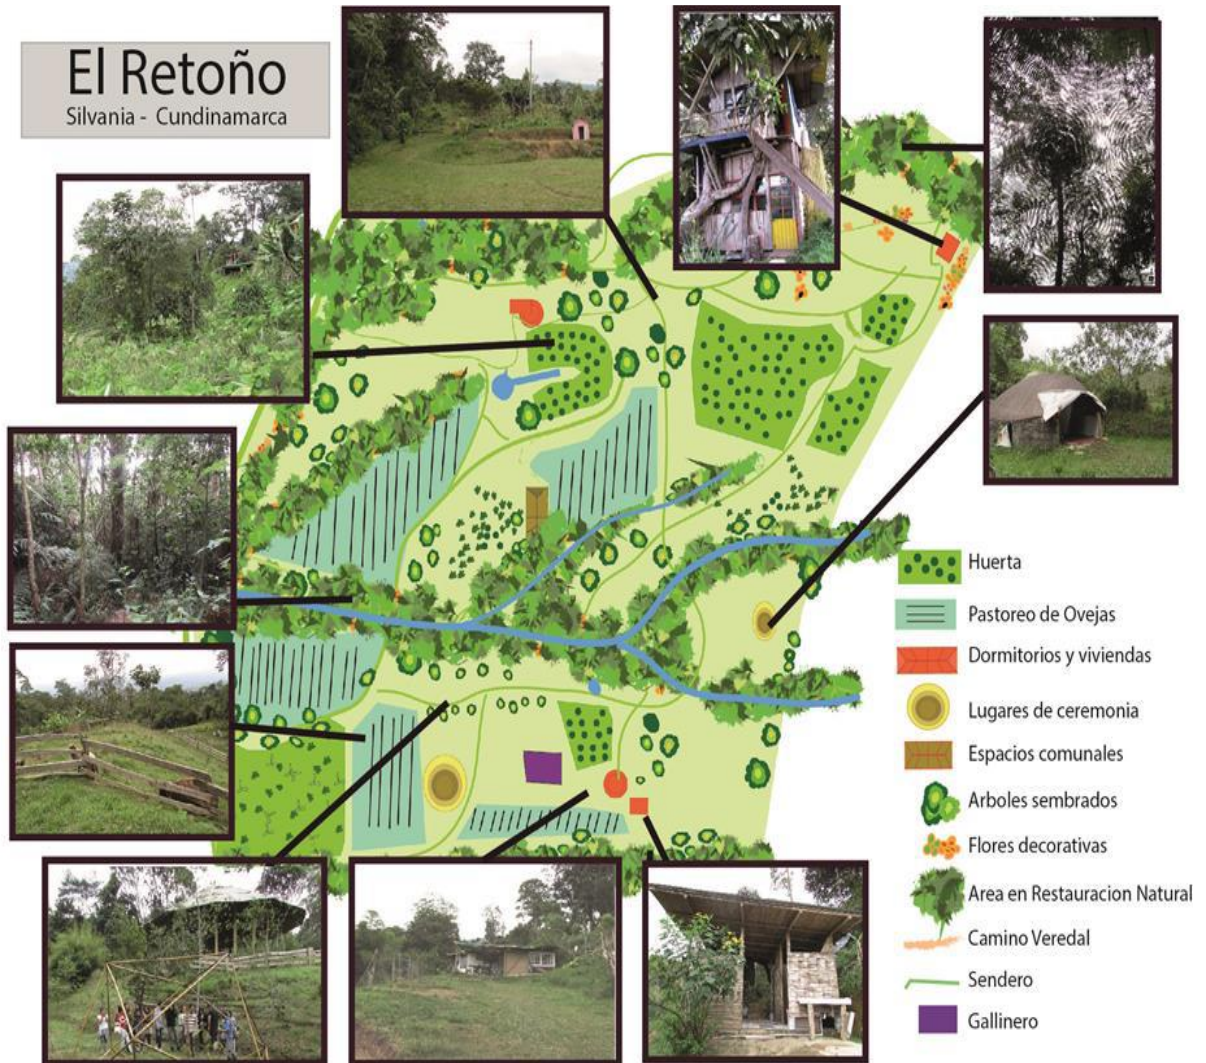 El Retoño
Silvania - Cundinamarca
Huerta
Pastoreo de Ovejas
Dormitorios y viviendas
Lugares de ceremonia
Espacios comunales
Arboles sembrados
Flores decorativas
Area en Restauracion Natural
Camino Veredal
Sendero
Gallinero